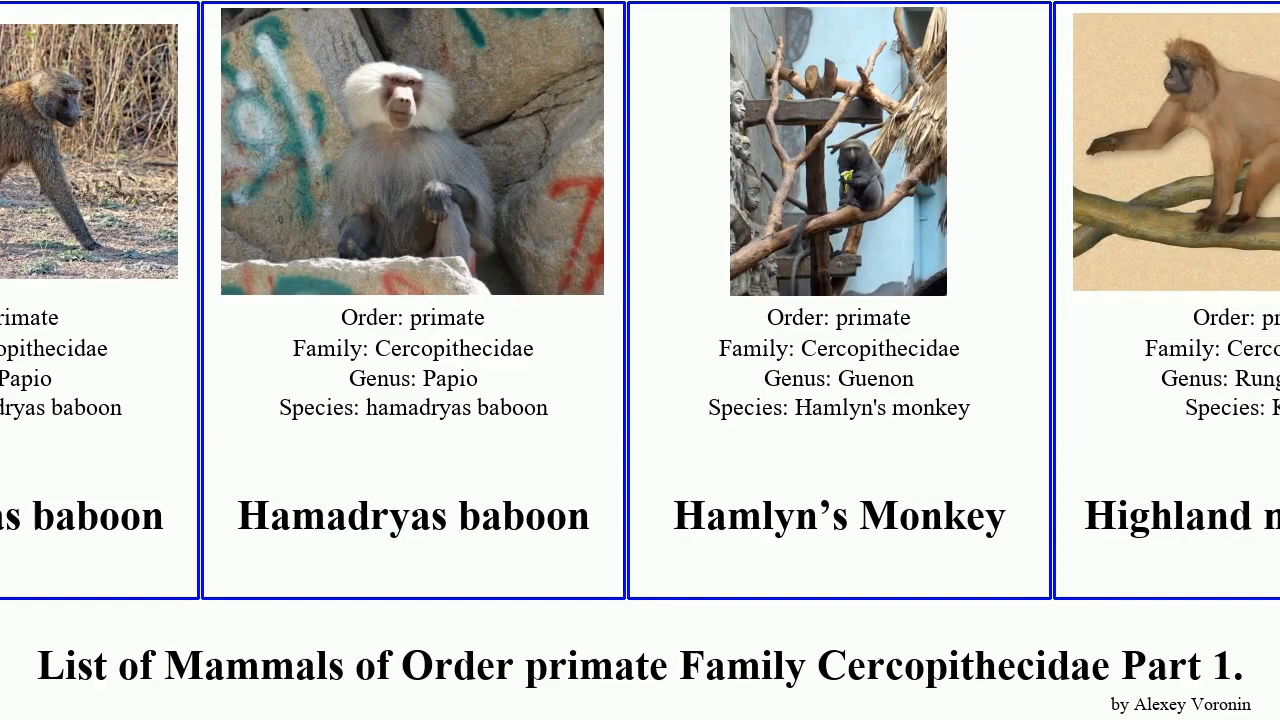 rimate
opithecidae
Papio
dryas baboon
as baboon
Order: primate
Family: Cercopithecidae
Genus: Papio
Species: hamadryas baboon
Hamadryas baboon
Order: primate
Family: Cercopithecidae
Genus: Guenon
Species: Hamlyn's monkey
Hamlyn’s Monkey
Order: pr
Family: Cerco
Genus: Rung
Species: K
Highland m
List of Mammals of Order primate Family Cercopithecidae Part 1.
by Alexey Voronin